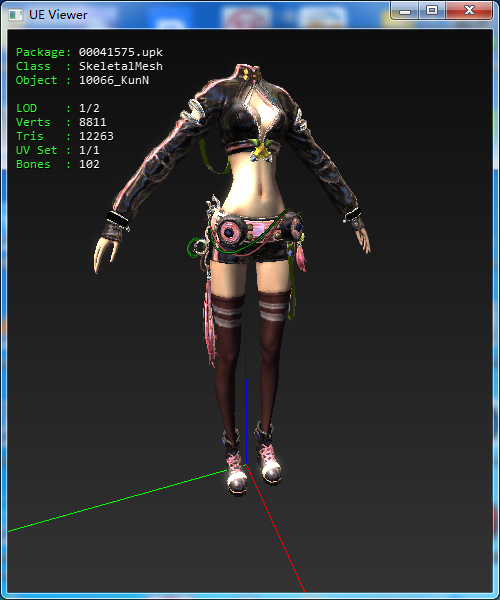 UE Viewer
Package: 00041575.upk
Class : SkeletalMesh
Object : 10066_KunN
LOD : 1/2
Verts : 8811
Tris : 12263
UV Set : 1/1
Bones : 102